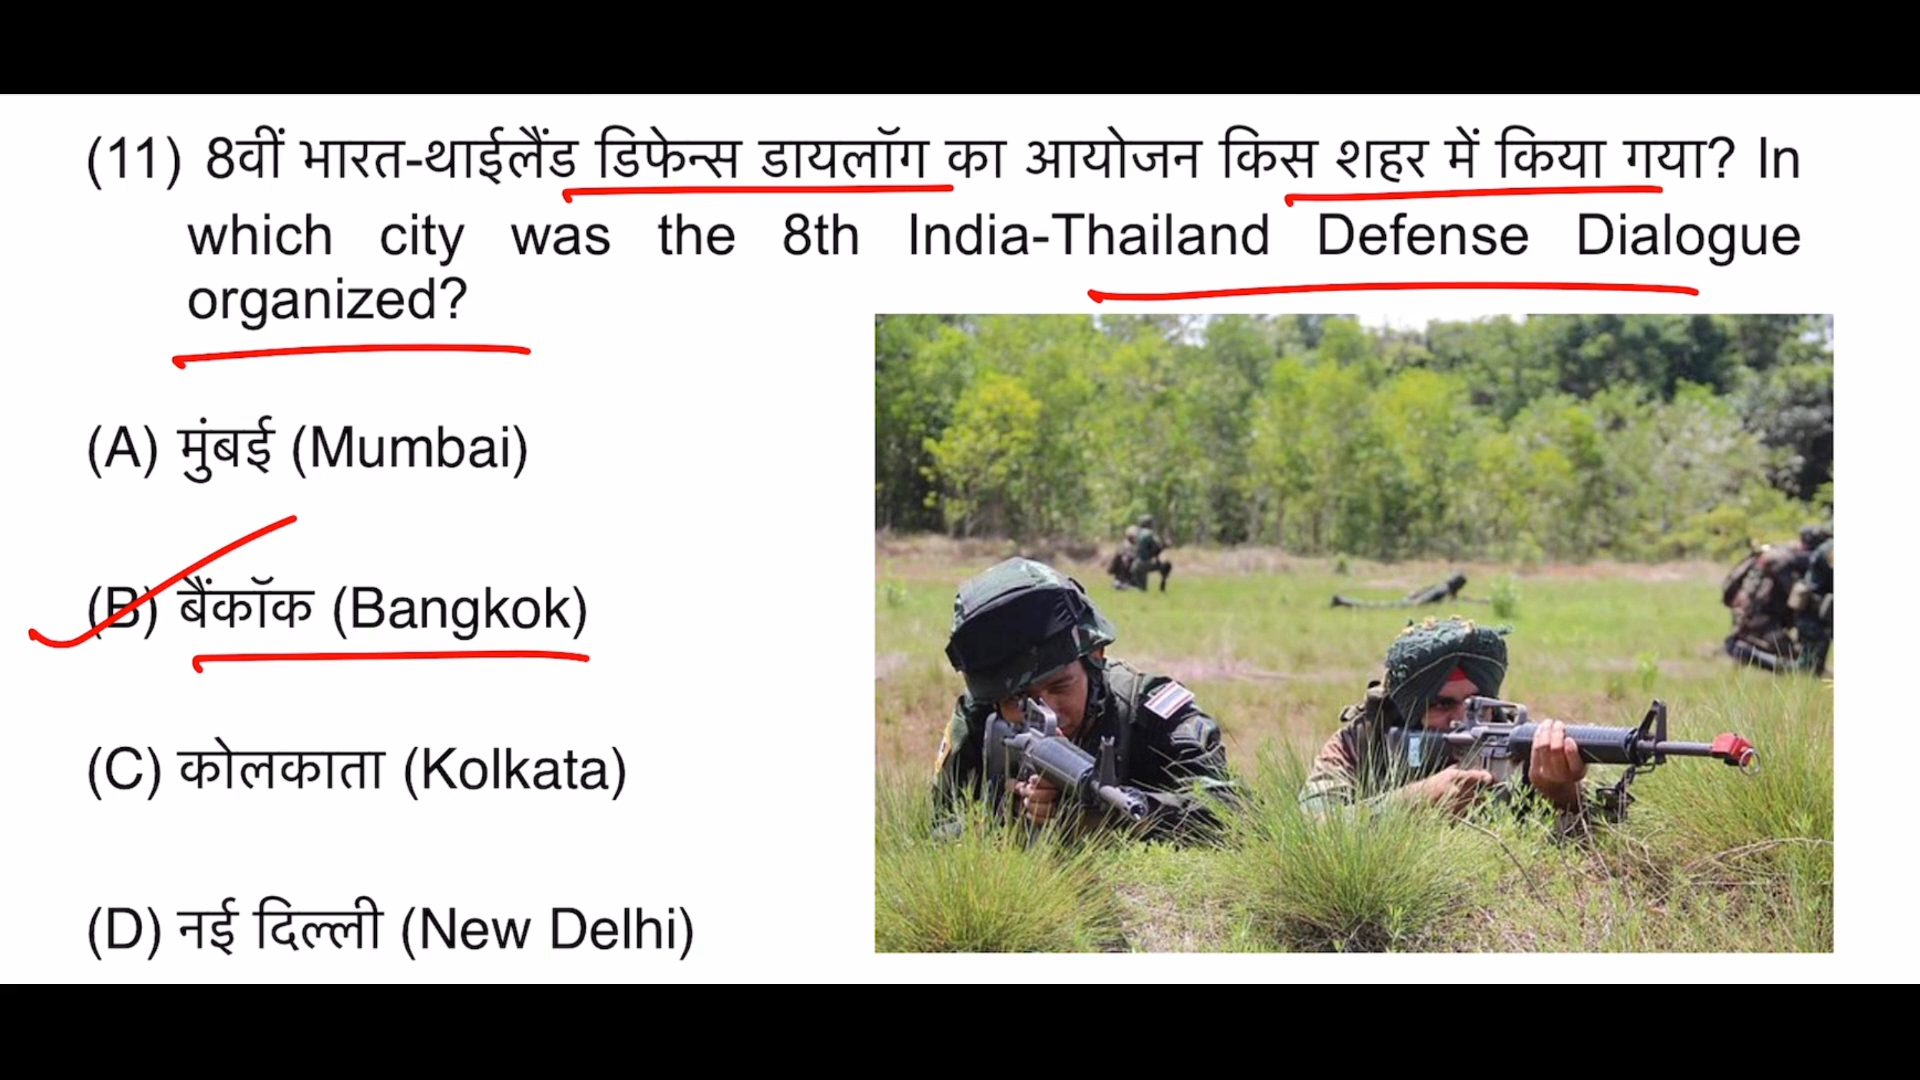 (11) 8वीं भारत-थाईलैंड डिफेन्स डायलॉग का आयोजन किस शहर में किया गया? In
which city was the 8th India-Thailand Defense Dialogue
organized?
(A) मुंबई (Mumbai)
(B) बैंकॉक (Bangkok)
(C) कोलकाता (Kolkata)
(D) नई दिल्ली (New Delhi)